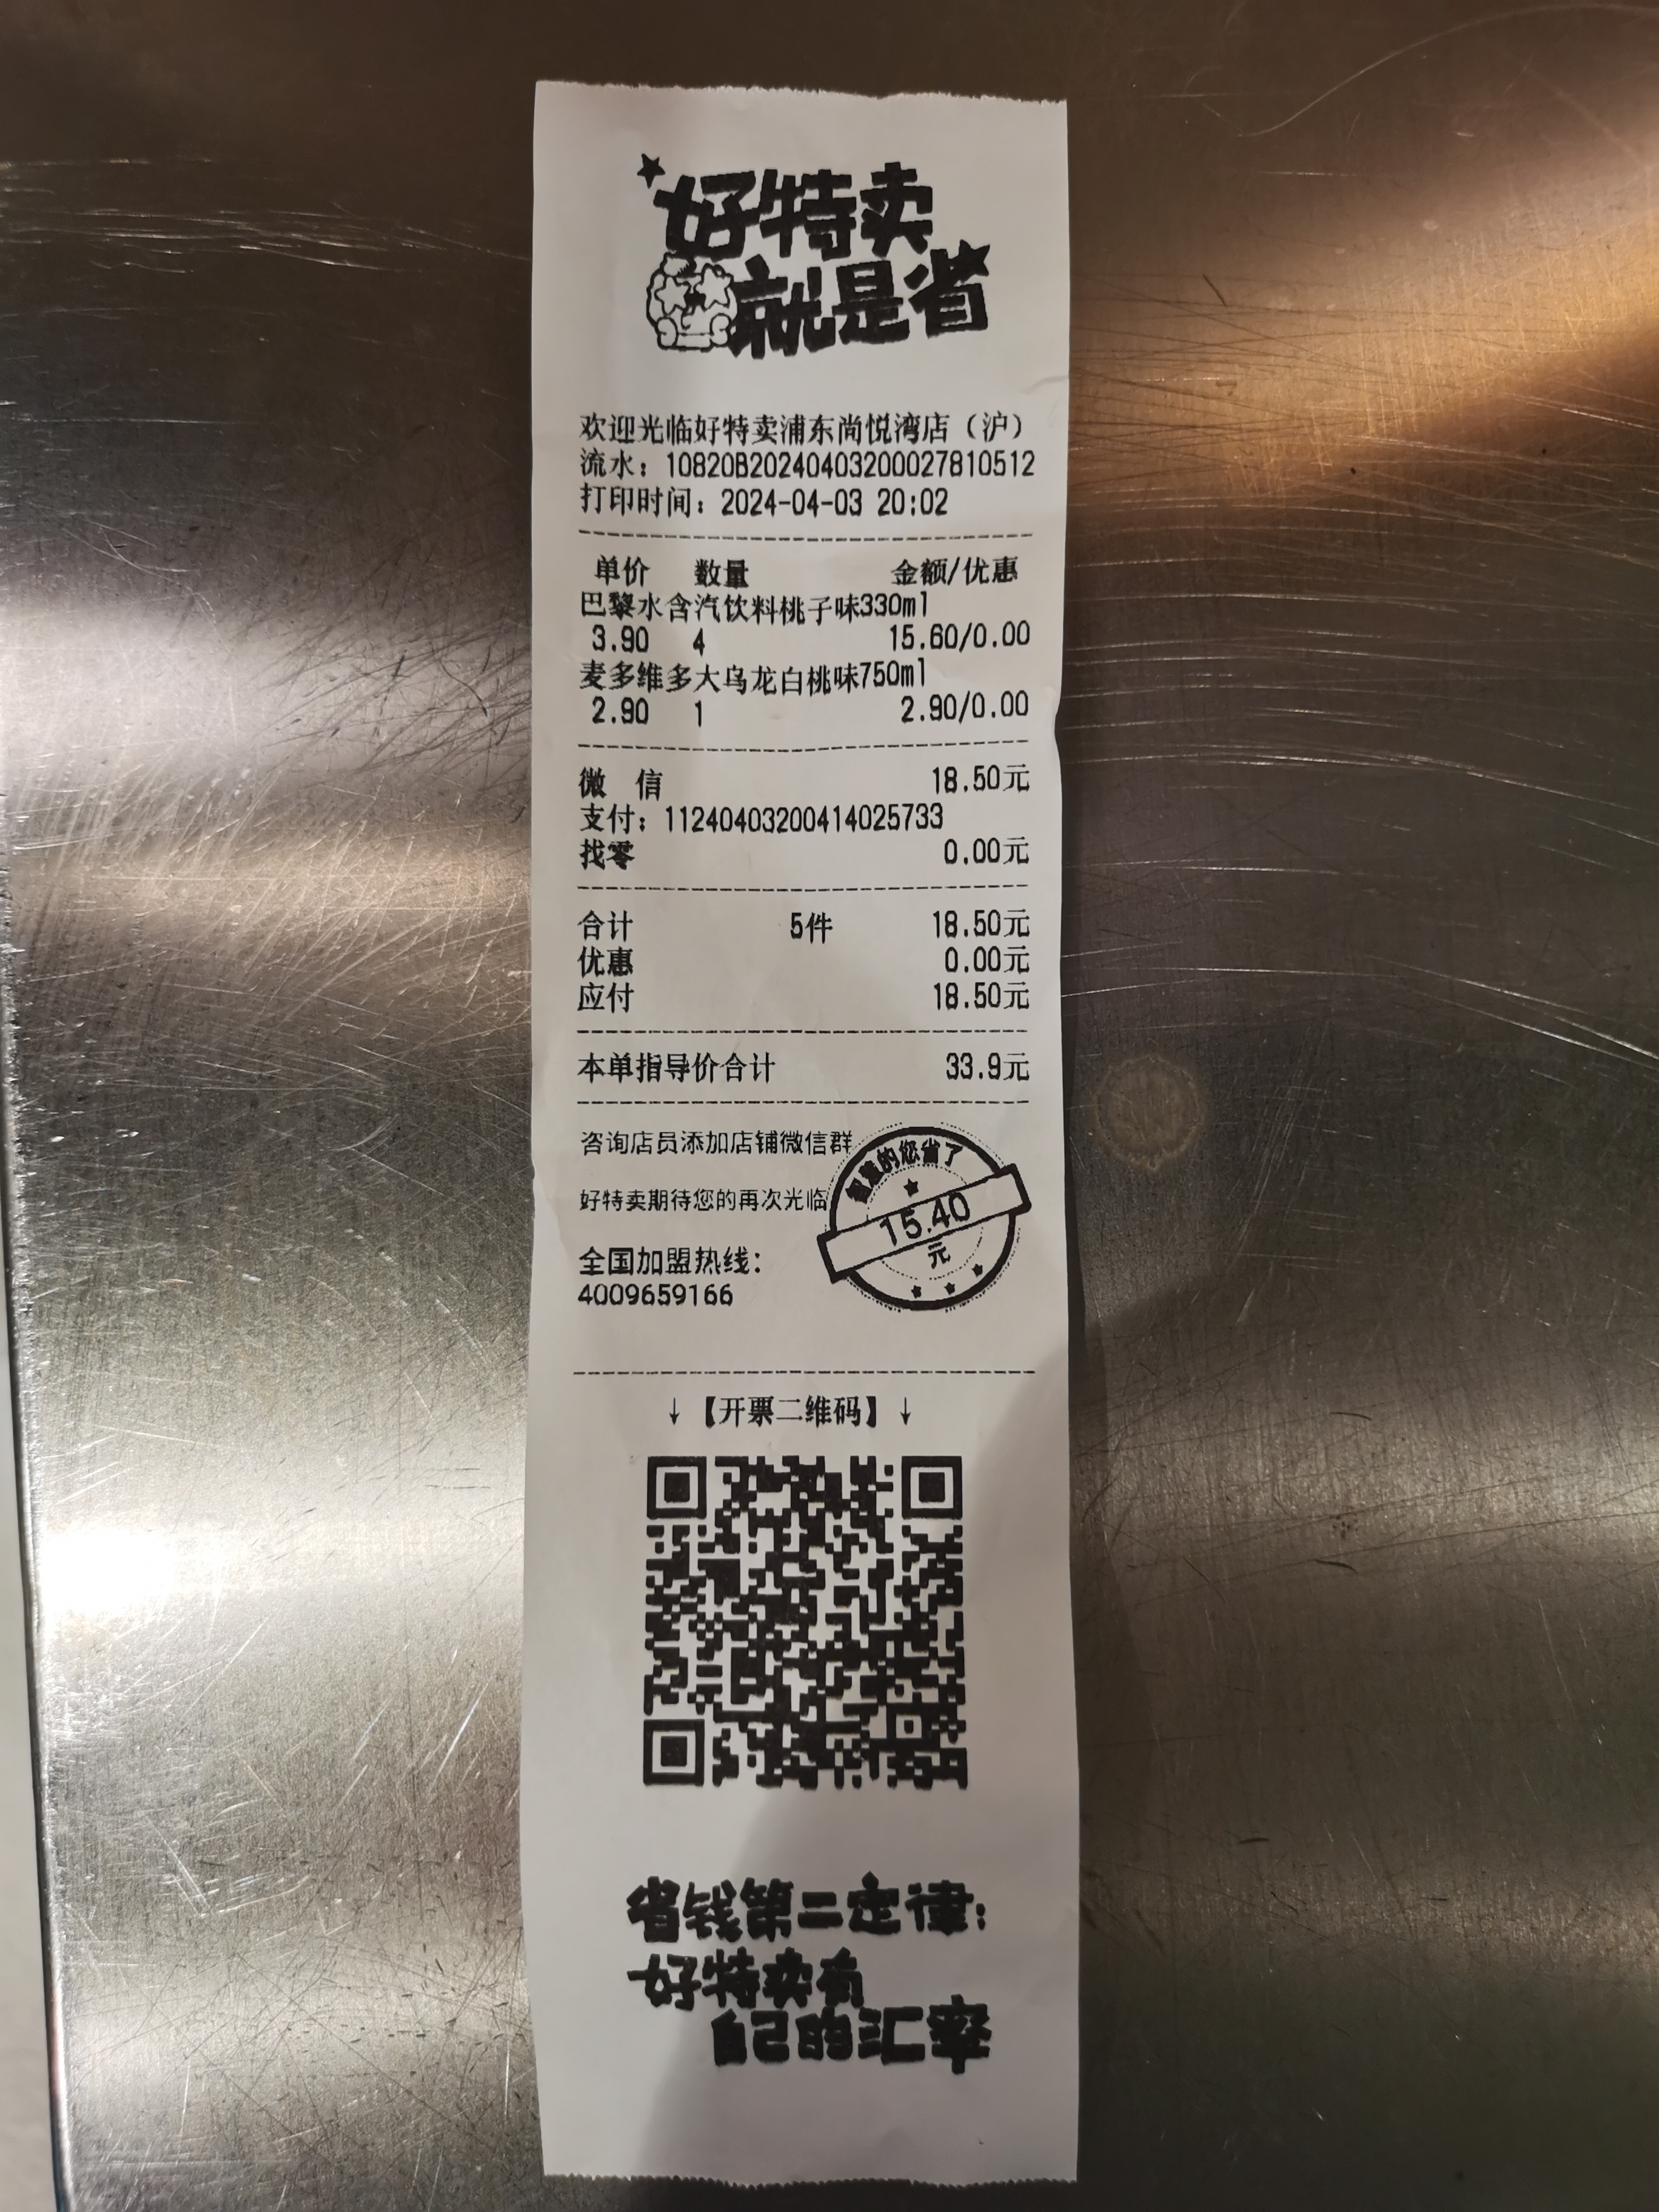 好特卖
就是省
欢迎光临好特卖浦东尚悦湾店（沪）
流水：10820B20240403200027810512
打印时间：2024-04-03 20:02
单价 数量 金额/优惠
巴黎水含汽饮料桃子味330ml
3.90 4 15.60/0.00
麦多维多大乌龙白桃味750ml
2.90 1 2.90/0.00
微 信 18.50元
支付：11240403200414025733
找零 0.00元
合计 5件 18.50元
优惠 0.00元
应付 18.50元
本单指导价合计 33.9元
咨询店员添加店铺微信群
好特卖期待您的再次光临
的您省了
15.40
元
全国加盟热线：
4009659166
↓【开票二维码】↓
省钱第二定律：
好特卖有
自己的汇率